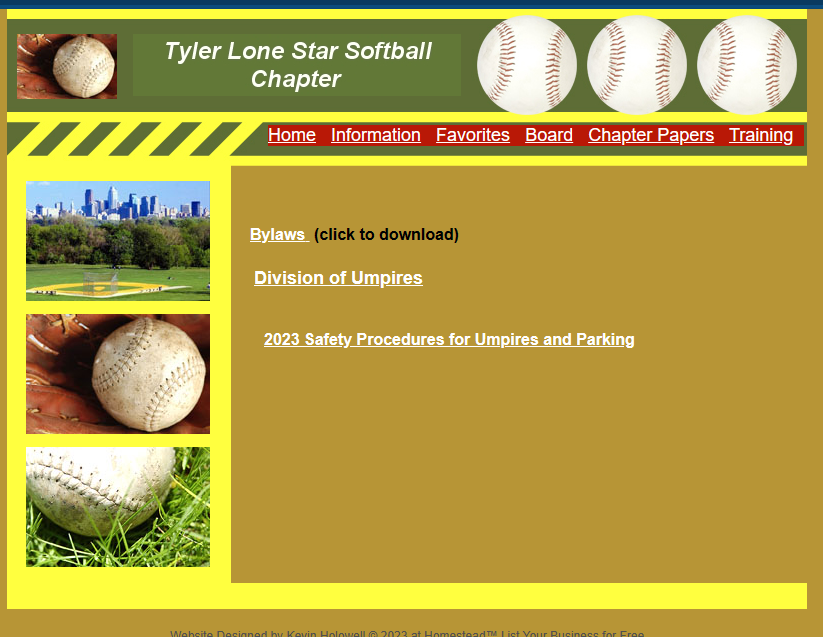 Tyler Lone Star Softball
Chapter
Home Information Favorites Board Chapter Papers Training
Bylaws (click to download)
Division of Umpires
2023 Safety Procedures for Umpires and Parking
Website Designed by Kevin Holowell © 2023 at Homestead™ List Your Business for Free